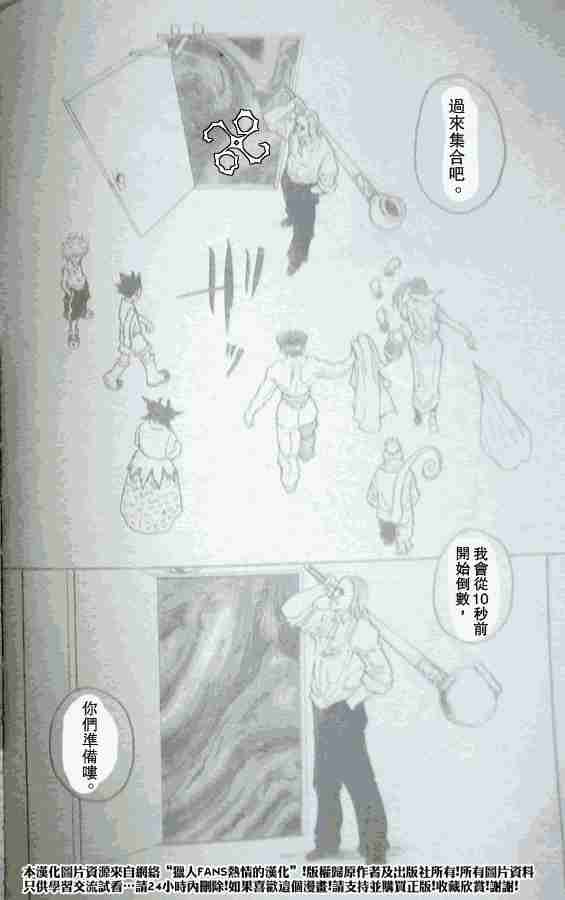 過來集合吧。
我會從10秒前
開始倒數，
你們準備嘍。
本漢化圖片資源來自網絡“獵人FANS熱情的漢化”!版權歸原作者及出版社所有!所有圖片資料
只供學習交流試看…請24小時內刪除!如果喜歡這個漫畫!請支持並購買正版!收藏欣賞!謝謝!